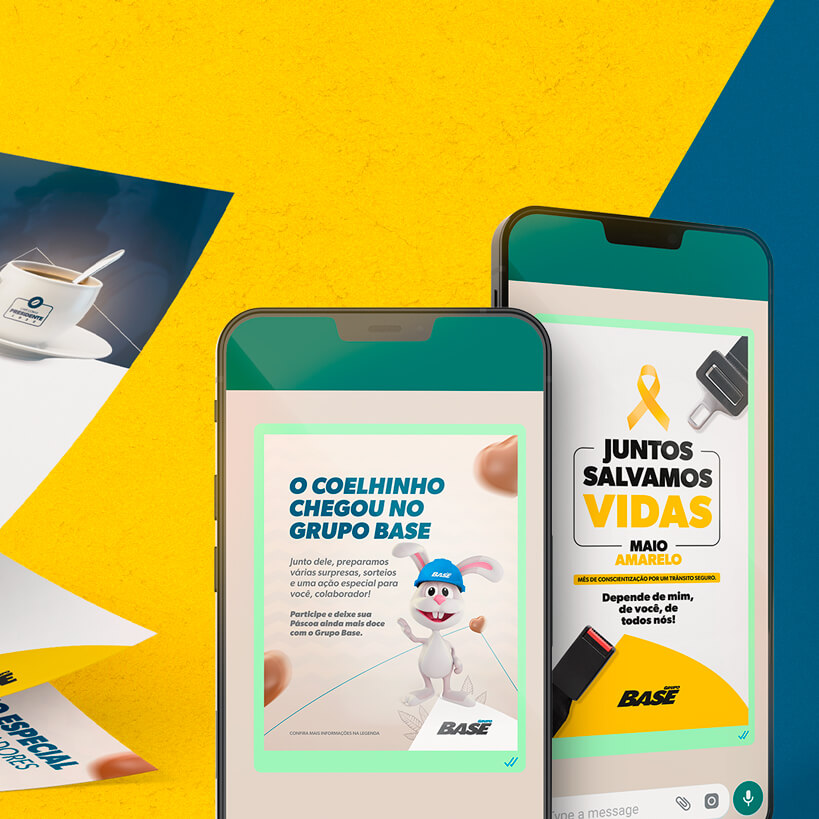 PRESIDENTE
O COELHINHO
CHEGOU NO
GRUPO BASE
Junto dele, preparamos
várias surpresas, sorteios
e uma ação especial para
você, colaborador!
Participe e deixe sua
Páscoa ainda mais doce
com o Grupo Base.
BASE
CONFIRA MAIS INFORMAÇÕES NA LEGENDA
GRUPO
BASE
JUNTOS
SALVAMOS
VIDAS
MAIO
AMARELO
MÊS DE CONSCIENTIZAÇÃO POR UM TRÂNSITO SEGURO.
Depende de mim,
de você, de
todos nós!
GRUPO
BASE
Type a message
ESPECIAL